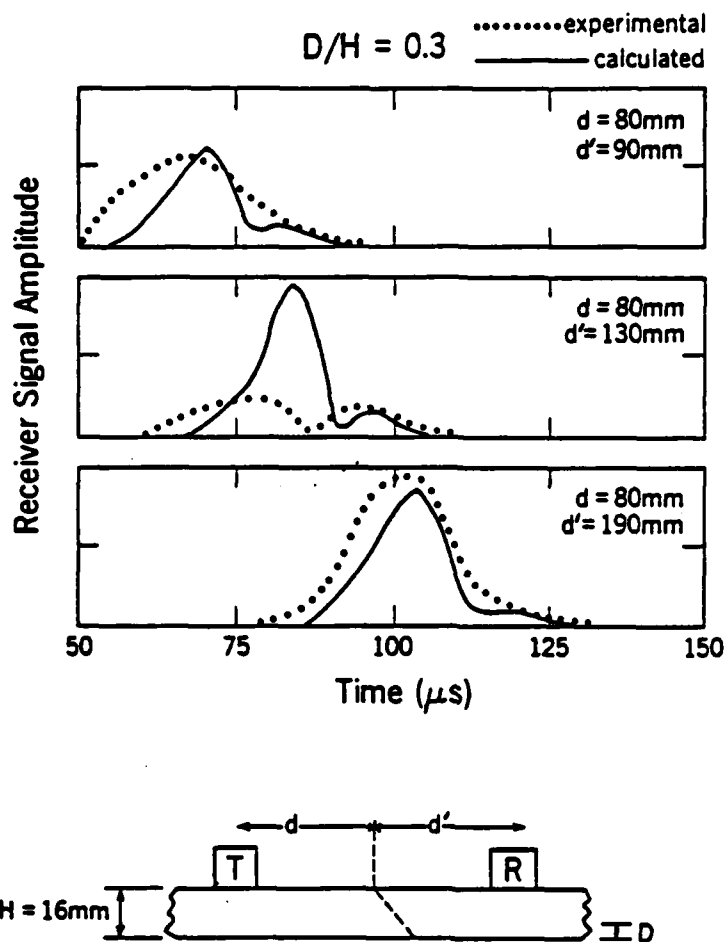 D/H = 0.3
experimental
calculated
d = 80mm
d' = 90mm
d = 80mm
d' = 130mm
d = 80mm
d' = 190mm
Receiver Signal Amplitude
50 75 100 125 150
Time (μs)
d d'
T R
H = 16mm
D